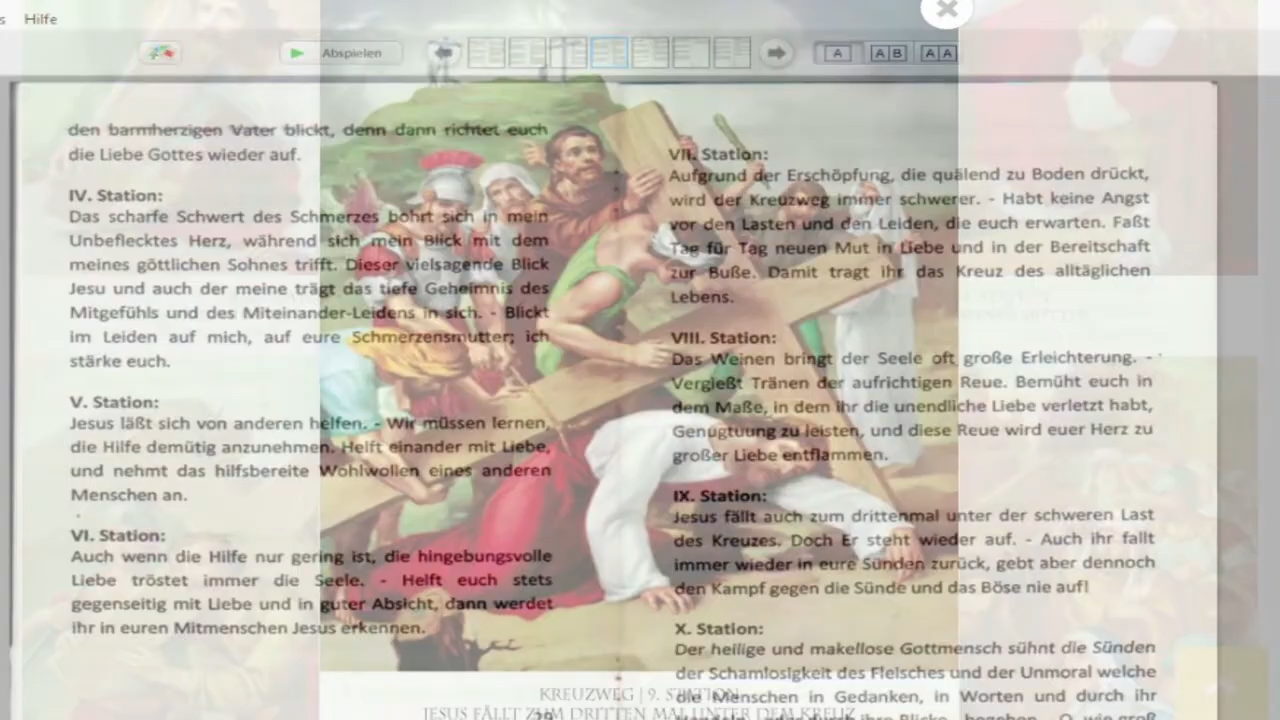 Hilfe
Abspielen
A
A B
A A
den barmherzigen Vater blickt, denn dann richtet euch
die Liebe Gottes wieder auf.
IV. Station:
Das scharfe Schwert des Schmerzes bohrt sich in mein
Unbeflecktes Herz, während sich mein Blick mit dem
meines göttlichen Sohnes trifft. Dieser vielsagende Blick
Jesu und auch der meine trägt das tiefe Geheimnis des
Mitgefühls und des Miteinander-Leidens in sich. - Blickt
im Leiden auf mich, auf eure Schmerzensmutter; ich
stärke euch.
V. Station:
Jesus läßt sich von anderen helfen. - Wir müssen lernen,
die Hilfe demütig anzunehmen. Helft einander mit Liebe,
und nehmt das hilfsbereite Wohlwollen eines anderen
Menschen an.
VI. Station:
Auch wenn die Hilfe nur gering ist, die hingebungsvolle
Liebe tröstet immer die Seele. - Helft euch stets
gegenseitig mit Liebe und in guter Absicht, dann werdet
ihr in euren Mitmenschen Jesus erkennen.
VII. Station:
Aufgrund der Erschöpfung, die quälend zu Boden drückt,
wird der Kreuzweg immer schwerer. - Habt keine Angst
vor den Lasten und den Leiden, die euch erwarten. Faßt
Tag für Tag neuen Mut in Liebe und in der Bereitschaft
zur Buße. Damit tragt ihr das Kreuz des alltäglichen
Lebens.
VIII. Station:
Das Weinen bringt der Seele oft große Erleichterung. -
Vergießt Tränen der aufrichtigen Reue. Bemüht euch in
dem Maße, in dem ihr die unendliche Liebe verletzt habt,
Genugtuung zu leisten, und diese Reue wird euer Herz zu
großer Liebe entflammen.
IX. Station:
Jesus fällt auch zum drittenmal unter der schweren Last
des Kreuzes. Doch Er steht wieder auf. - Auch ihr fallt
immer wieder in eure Sünden zurück, gebt aber dennoch
den Kampf gegen die Sünde und das Böse nie auf!
X. Station:
Der heilige und makellose Gottmensch sühnt die Sünden
der Schamlosigkeit des Fleisches und der Unmoral welche
die Menschen in Gedanken, in Worten und durch ihr
KREUZWEG | 9. STATION
JESUS FÄLLT ZUM DRITTEN MAL UNTER DEM KREUZ